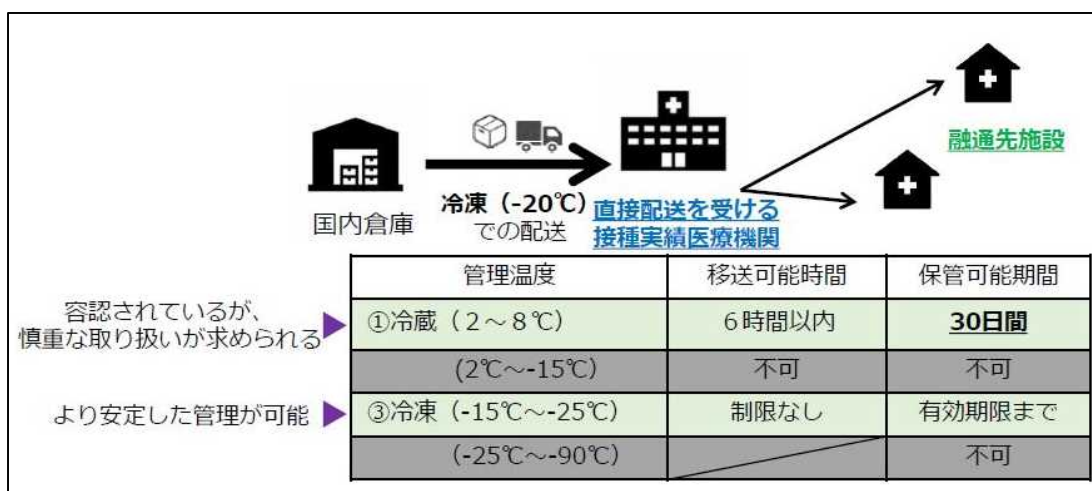 融通先施設
国内倉庫
冷凍（-20℃）
での配送
直接配送を受ける
接種実績医療機関
管理温度 移送可能時間 保管可能期間
容認されているが、
慎重な取り扱いが求められる
①冷蔵（2～8℃） 6時間以内 30日間
(2℃～-15℃) 不可 不可
より安定した管理が可能
③冷凍（-15℃～-25℃） 制限なし 有効期限まで
（-25℃～-90℃） 不可